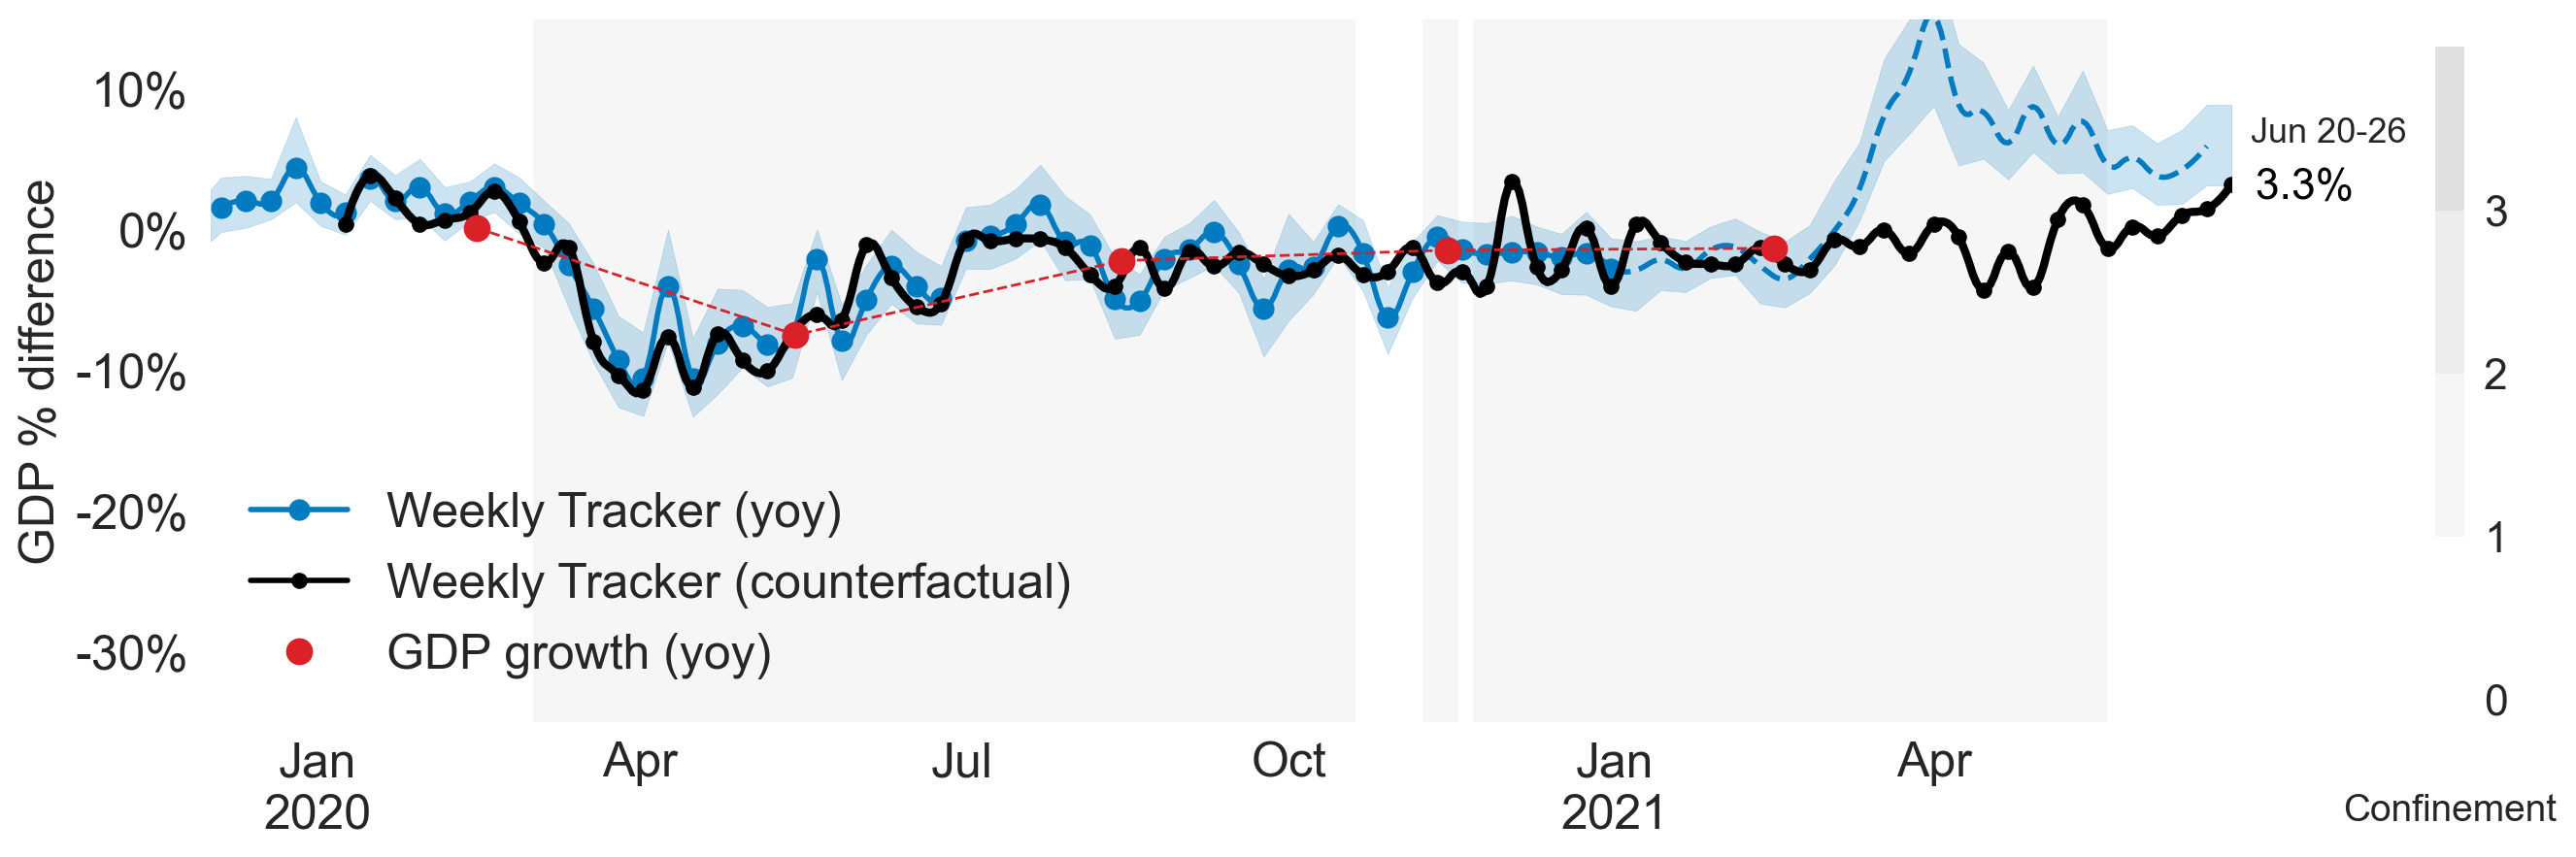 GDP % difference
10%
0%
-10%
-20%
-30%
Weekly Tracker (yoy)
Weekly Tracker (counterfactual)
GDP growth (yoy)
Jun 20-26
3.3%
3
2
1
0
Jan
2020
Apr
Jul
Oct
Jan
2021
Apr
Confinement